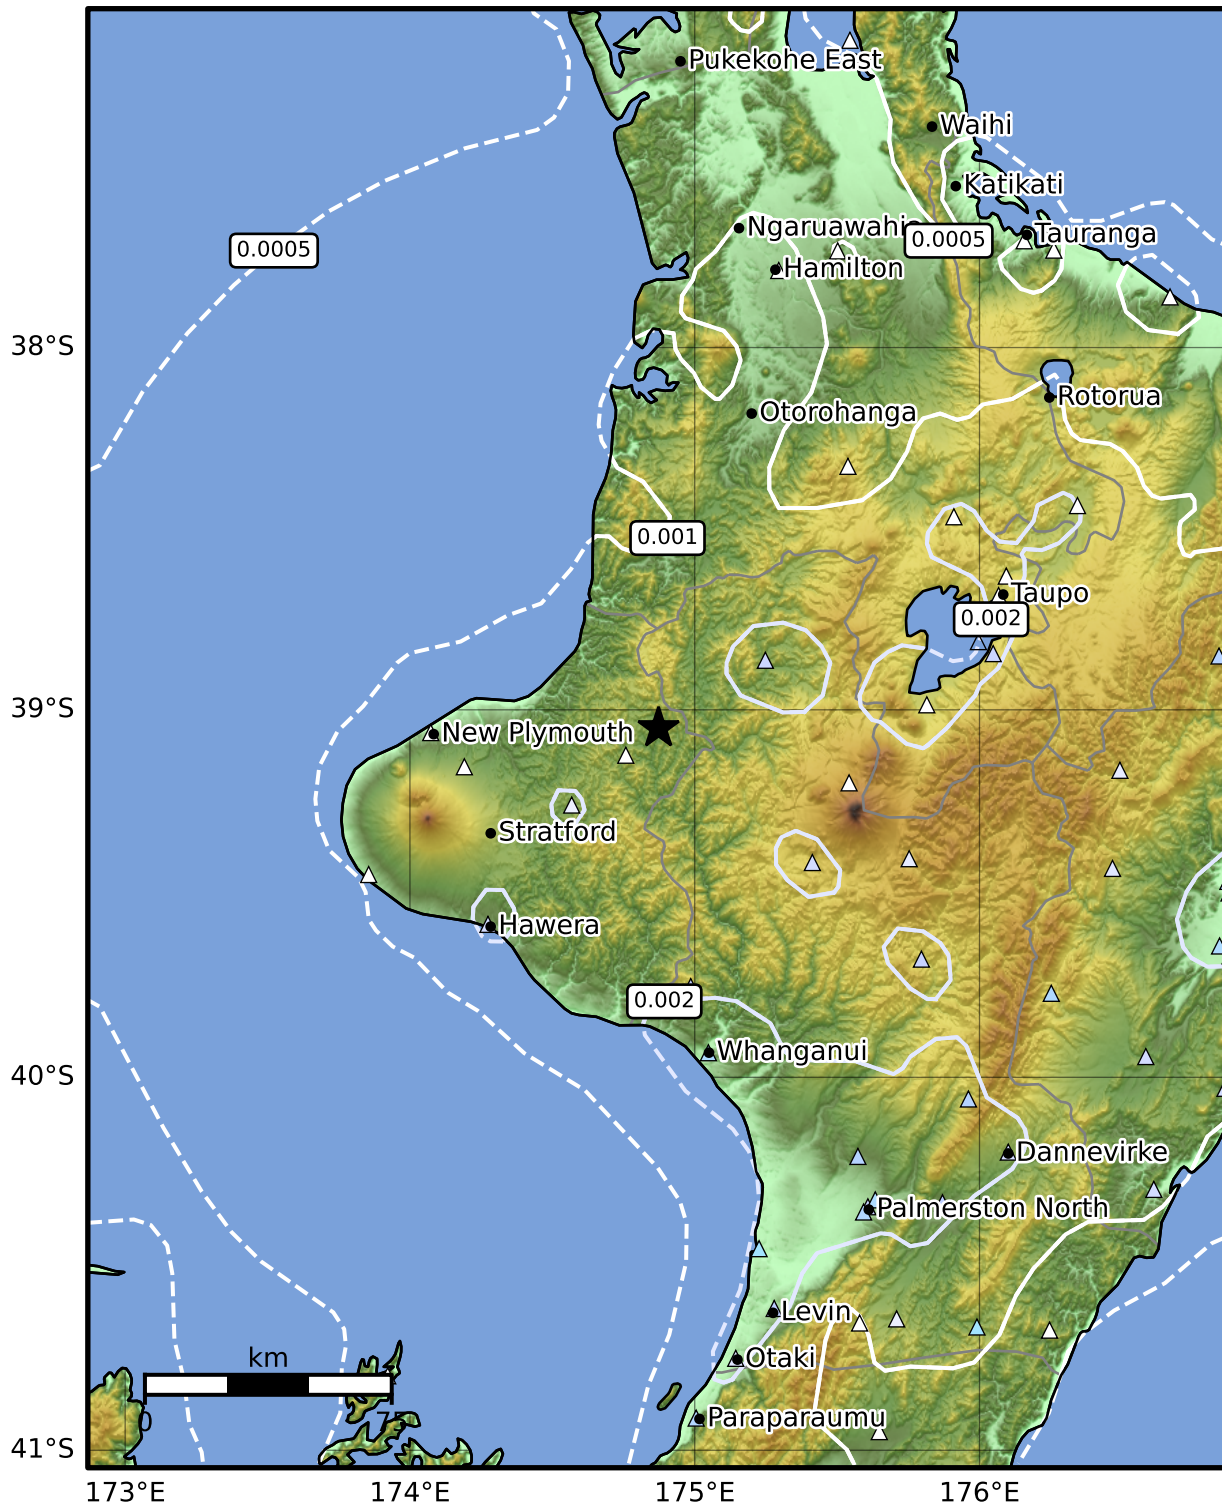 Pukekohe East
Waihi
Katikati
Ngaruawahia
Tauranga
0.0005
0.0005
Hamilton
38°S
Rotorua
Otorohanga
0.001
Taupo
0.002
39°S
New Plymouth
Stratford
Hawera
0.002
Whanganui
40°S
Dannevirke
Palmerston North
Levin
km
Otaki
0
75
Paraparaumu
41°S
173°E
174°E
175°E
176°E